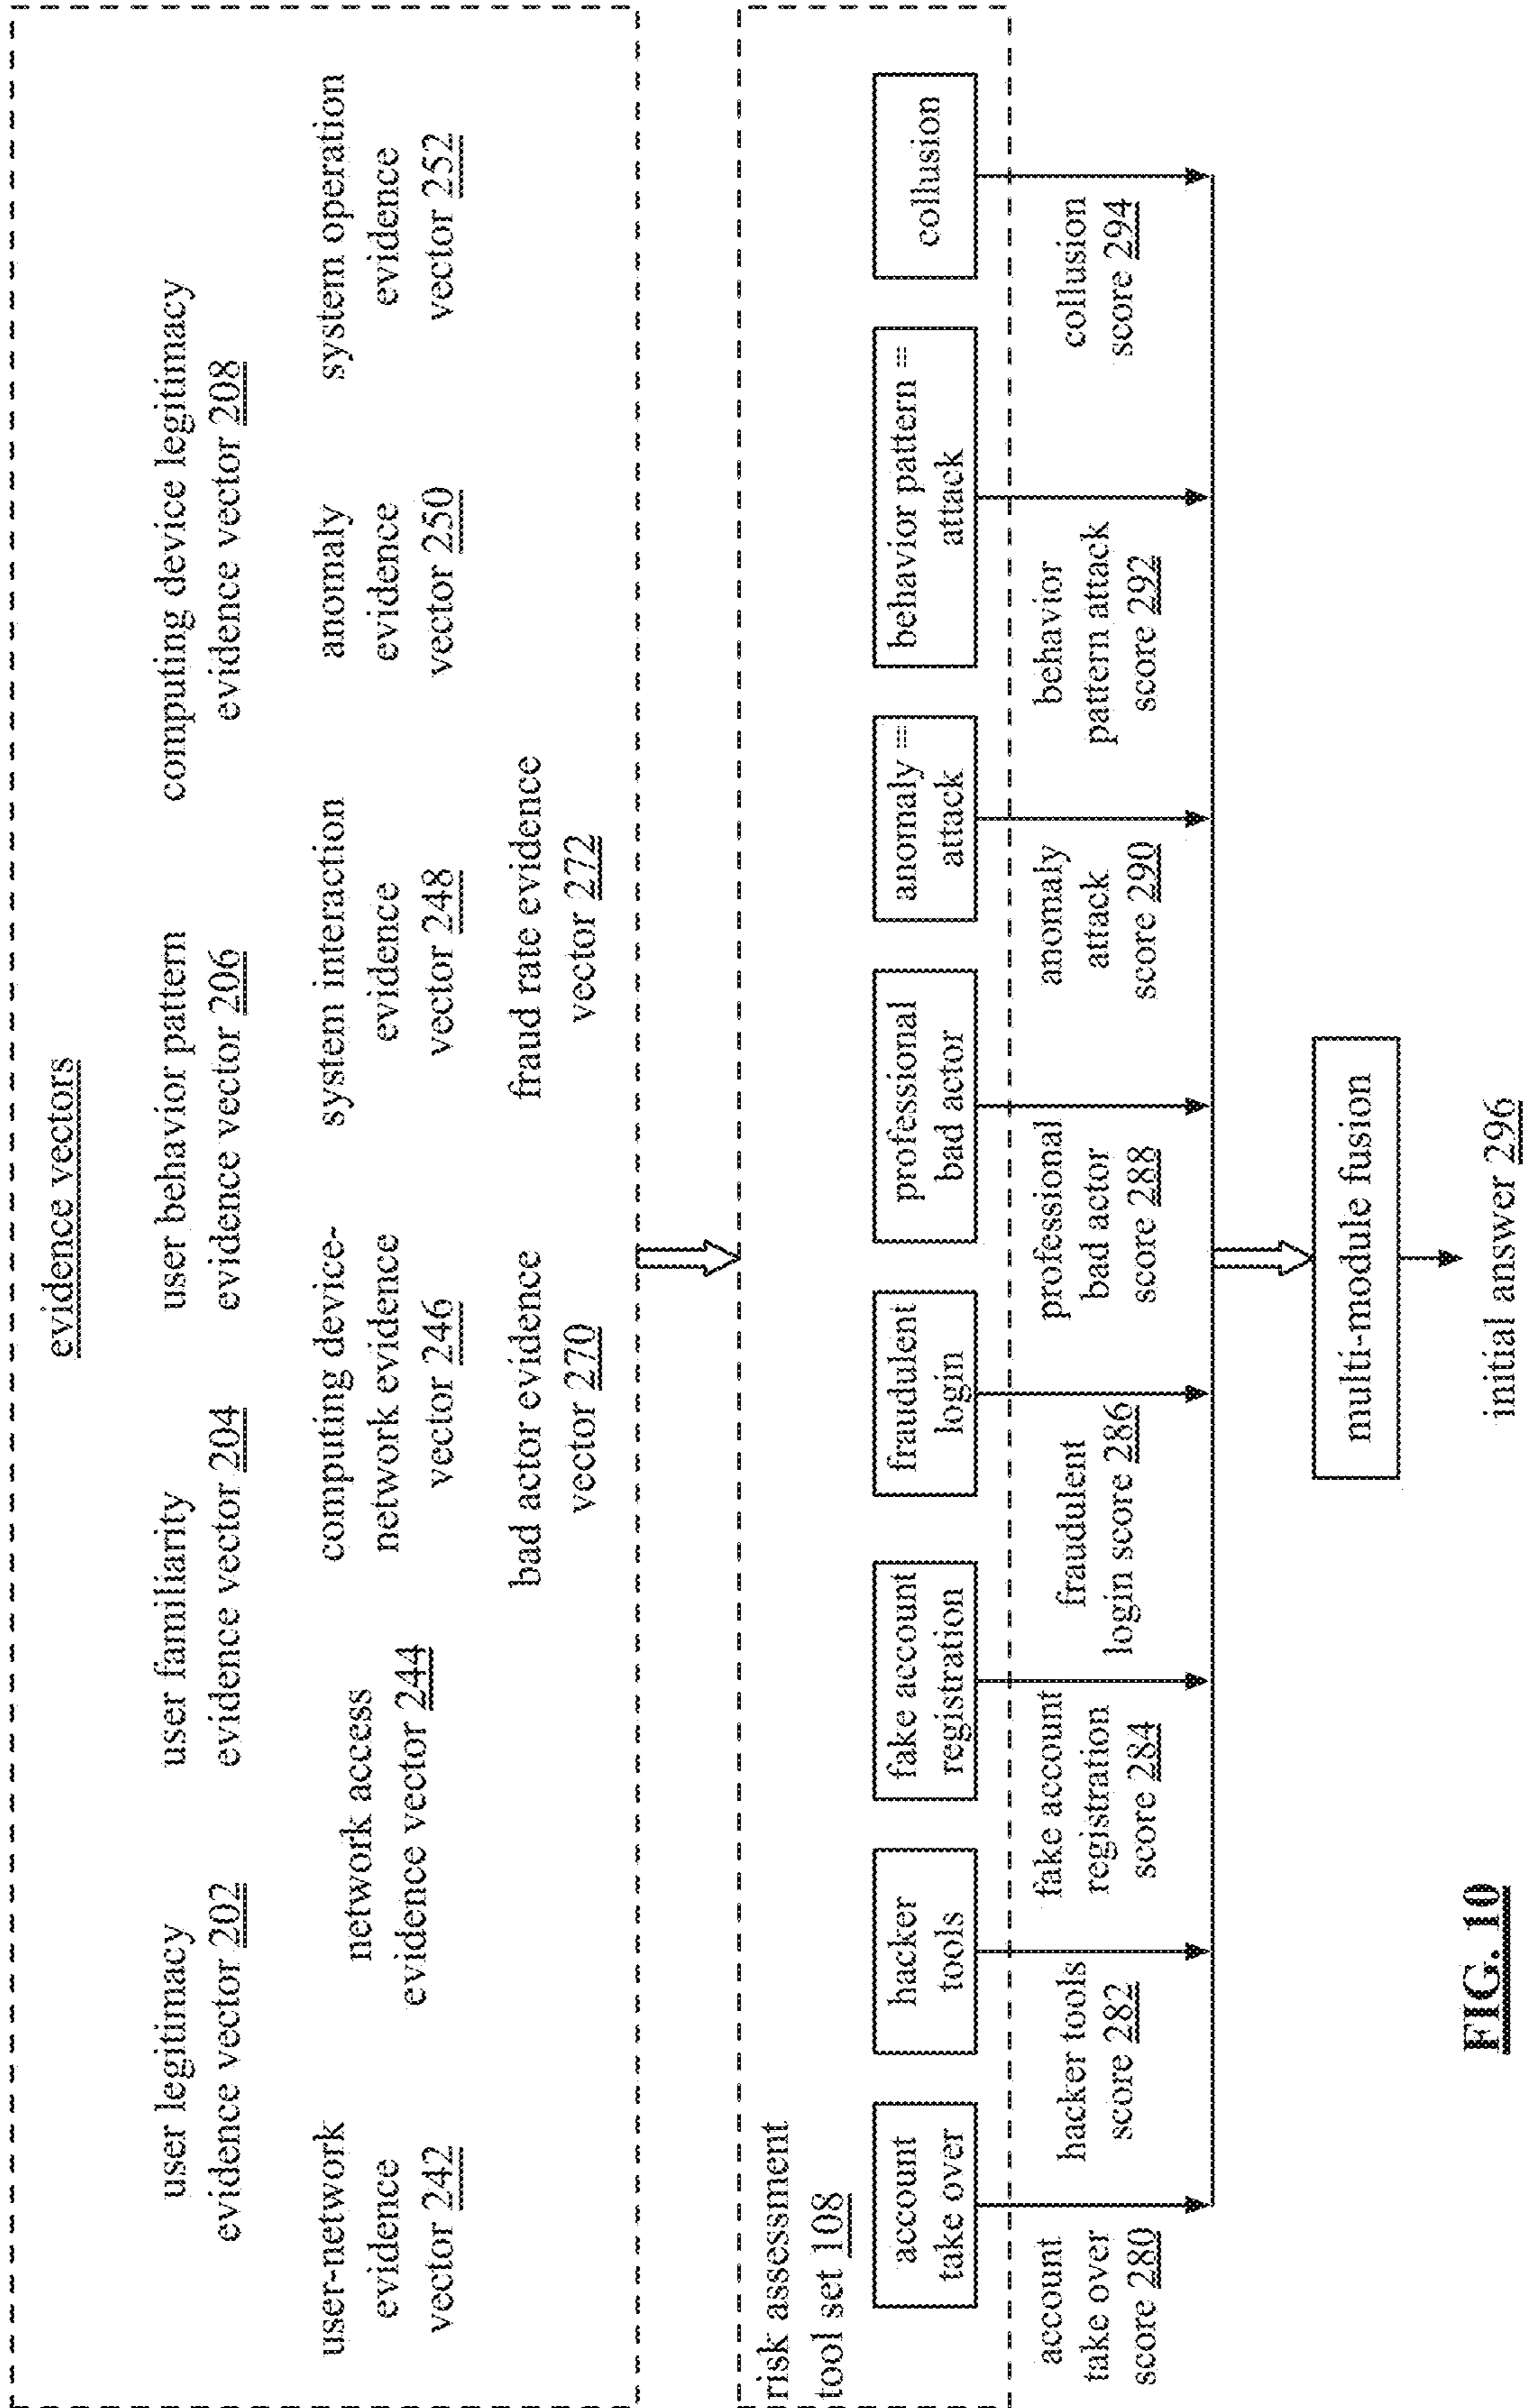 evidence vectors
user legitimacy
evidence vector 202
user familiarity
evidence vector 204
user behavior pattern
evidence vector 206
computing device legitimacy
evidence vector 208
user-network
evidence
vector 242
network access
evidence vector 244
computing device-
network evidence
vector 246
system interaction
evidence
vector 248
anomaly
evidence
vector 250
system operation
evidence
vector 252
bad actor evidence
vector 270
fraud rate evidence
vector 272
risk assessment
tool set 108
account
take over
hacker
tools
fake account
registration
fraudulent
login
professional
bad actor
anomaly =
attack
behavior pattern =
attack
collusion
account
take over
score 280
hacker tools
score 282
fake account
registration
score 284
fraudulent
login score 286
professional
bad actor
score 288
anomaly
attack
score 290
behavior
pattern attack
score 292
collusion
score 294
multi-module fusion
initial answer 296
FIG. 10